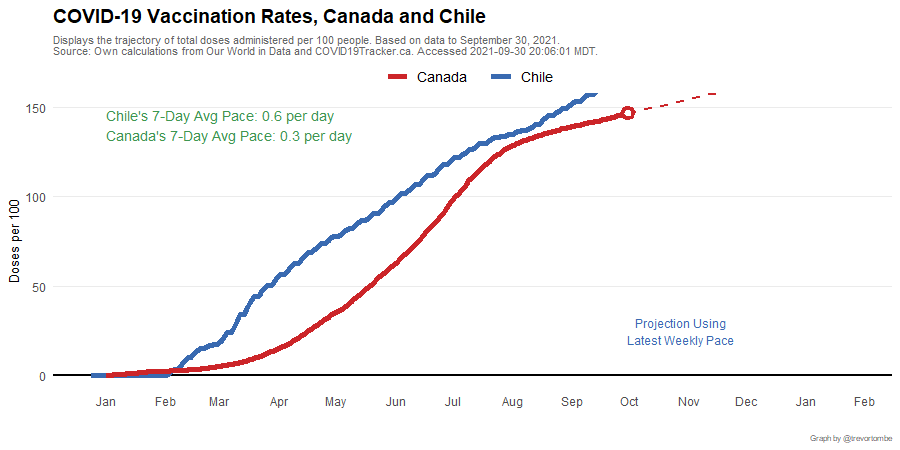 COVID-19 Vaccination Rates, Canada and Chile
Displays the trajectory of total doses administered per 100 people. Based on data to September 30, 2021.
Source: Own calculations from Our World in Data and COVID19Tracker.ca. Accessed 2021-09-30 20:06:01 MDT.
Canada Chile
Chile's 7-Day Avg Pace: 0.6 per day
Canada's 7-Day Avg Pace: 0.3 per day
Doses per 100
150
100
50
0
Projection Using
Latest Weekly Pace
Jan Feb Mar Apr May Jun Jul Aug Sep Oct Nov Dec Jan Feb
Graph by @trevortombe